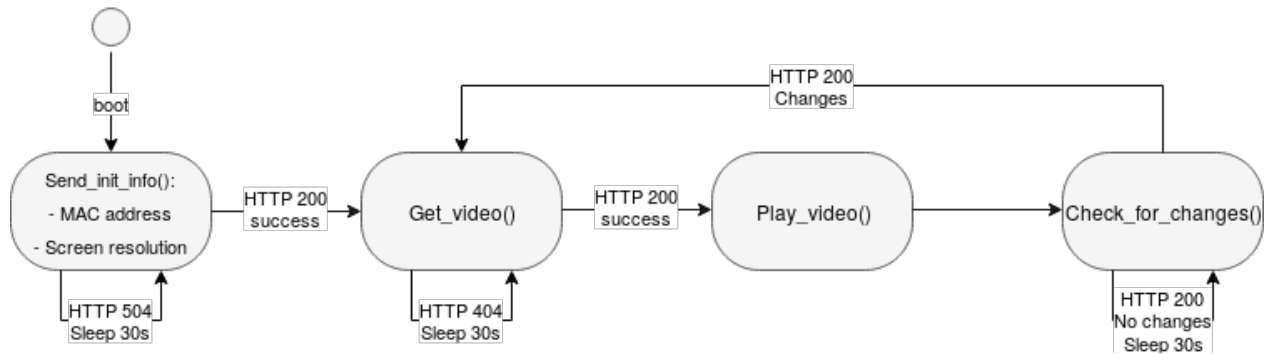 boot
HTTP 200
Changes
Send_init_info():
- MAC address
- Screen resolution
HTTP 200
success
Get_video()
HTTP 200
success
Play_video()
Check_for_changes()
HTTP 504
Sleep 30s
HTTP 404
Sleep 30s
HTTP 200
No changes
Sleep 30s